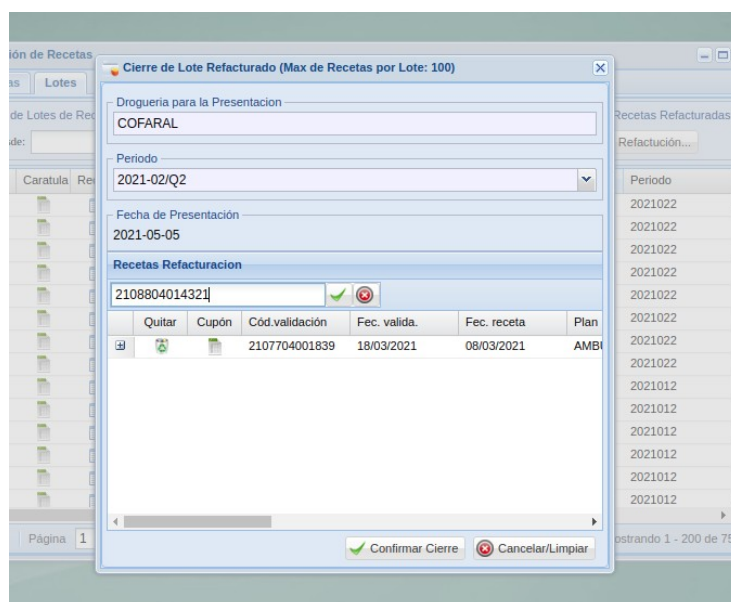 ión de Recetas
Cierre de Lote Refacturado (Max de Recetas por Lote: 100)
as Lotes
Drogueria para la Presentacion
COFARAL
de Lotes de Rec
Recetas Refacturadas
sde:
Refactución...
Periodo
2021-02/Q2
Caratula Rec
Periodo
2021022
Fecha de Presentación
2021022
2021-05-05
2021022
Recetas Refacturacion
2021022
2108804014321
2021022
Quitar Cupón Cód.validación Fec. valida. Fec. receta Plan
2021022
2107704001839 18/03/2021 08/03/2021 AMBU
2021022
2021022
2021012
2021012
2021012
2021012
2021012
2021012
Página 1
Confirmar Cierre Cancelar/Limpiar
ostrando 1 - 200 de 75